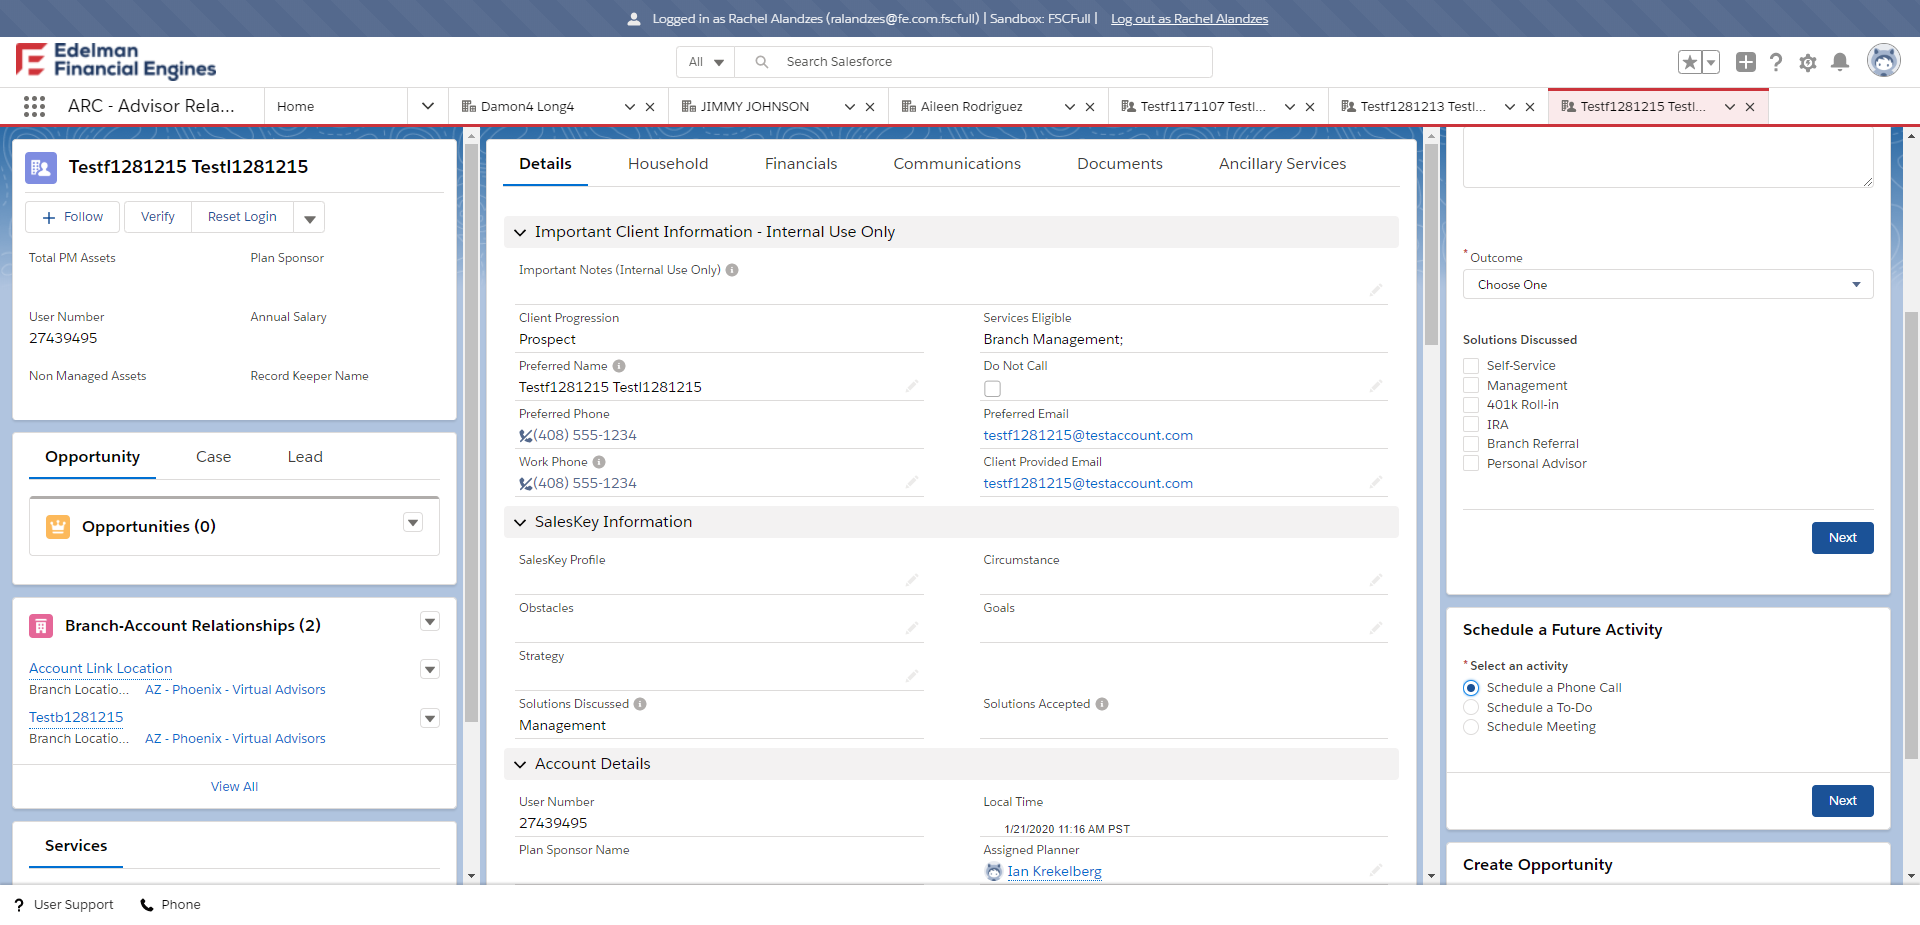 Logged in as Rachel Alandzes (ralandzes@fe.com.fscfull) | Sandbox: FSCFull | Log out as Rachel Alandzes
Edelman
Financial Engines
All
Search Salesforce
ARC - Advisor Rela...
Home
Damon4 Long4
JIMMY JOHNSON
Aileen Rodriguez
Testf1171107 Testl...
Testf1281213 Testl...
Testf1281215 Testl...
Testf1281215 Testl1281215
Follow
Verify
Reset Login
Total PM Assets
Plan Sponsor
User Number
27439495
Annual Salary
Non Managed Assets
Record Keeper Name
Opportunity
Case
Lead
Opportunities (0)
Branch-Account Relationships (2)
Account Link Location
Branch Locatio... AZ - Phoenix - Virtual Advisors
Testb1281215
Branch Locatio... AZ - Phoenix - Virtual Advisors
View All
Services
Details
Household
Financials
Communications
Documents
Ancillary Services
Important Client Information - Internal Use Only
Important Notes (Internal Use Only)
Client Progression
Prospect
Services Eligible
Branch Management;
Preferred Name
Testf1281215 Testl1281215
Do Not Call
Preferred Phone
(408) 555-1234
Preferred Email
testf1281215@testaccount.com
Work Phone
(408) 555-1234
Client Provided Email
testf1281215@testaccount.com
SalesKey Information
SalesKey Profile
Circumstance
Obstacles
Goals
Strategy
Solutions Discussed
Management
Solutions Accepted
Account Details
User Number
27439495
Local Time
1/21/2020 11:16 AM PST
Plan Sponsor Name
Assigned Planner
Ian Krekelberg
*Outcome
Choose One
Solutions Discussed
Self-Service
Management
401k Roll-in
IRA
Branch Referral
Personal Advisor
Next
Schedule a Future Activity
*Select an activity
Schedule a Phone Call
Schedule a To-Do
Schedule Meeting
Next
Create Opportunity
User Support
Phone